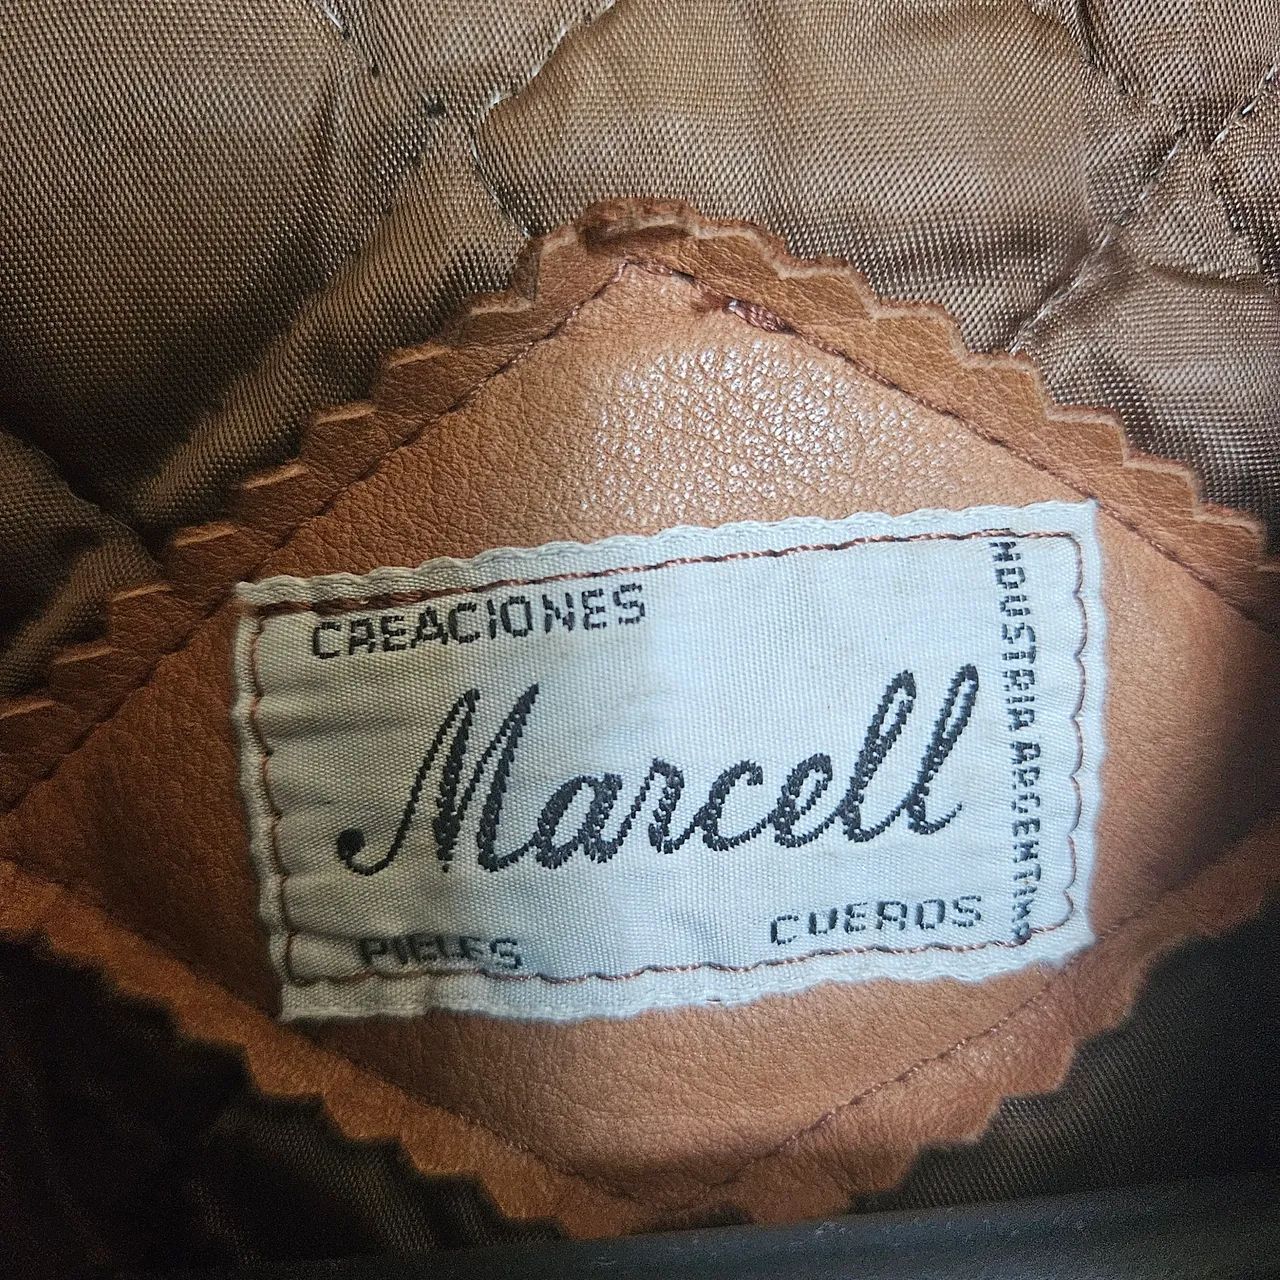 CREACIONES
Marcell
PIELES
CUEROS
INDUSTRIA ARGENTINA